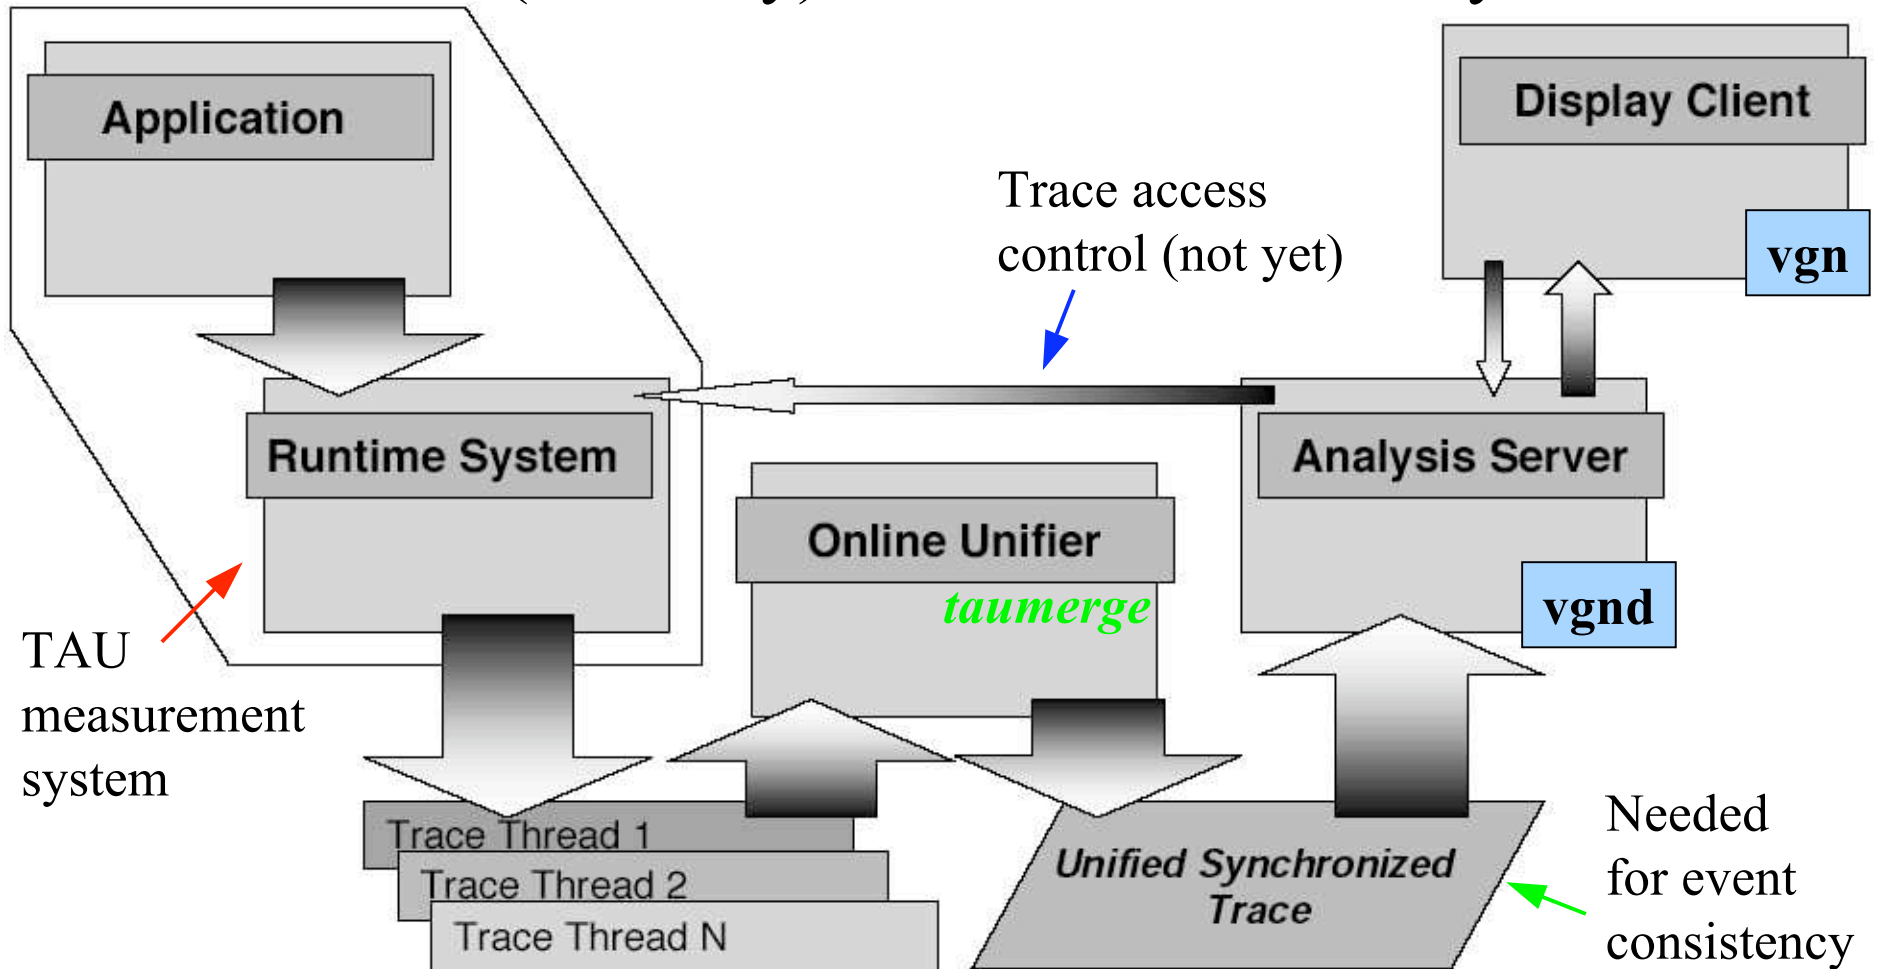 Application
Display Client
vgn
Trace access
control (not yet)
Runtime System
Analysis Server
vgnd
Online Unifier
taumerge
TAU
measurement
system
Trace Thread 1
Trace Thread 2
Trace Thread N
Unified Synchronized
Trace
Needed
for event
consistency